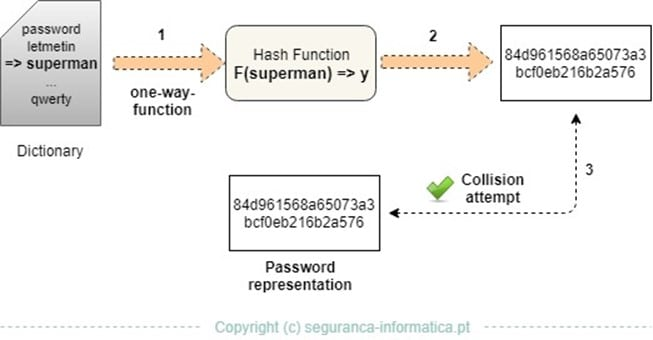 password
letmetin
=> superman
...
qwerty
Dictionary
1
one-way-
function
Hash Function
F(superman) => y
2
84d961568a65073a3
bcf0eb216b2a576
3
Collision
attempt
84d961568a65073a3
bcf0eb216b2a576
Password
representation
Copyright (c) seguranca-informatica.pt